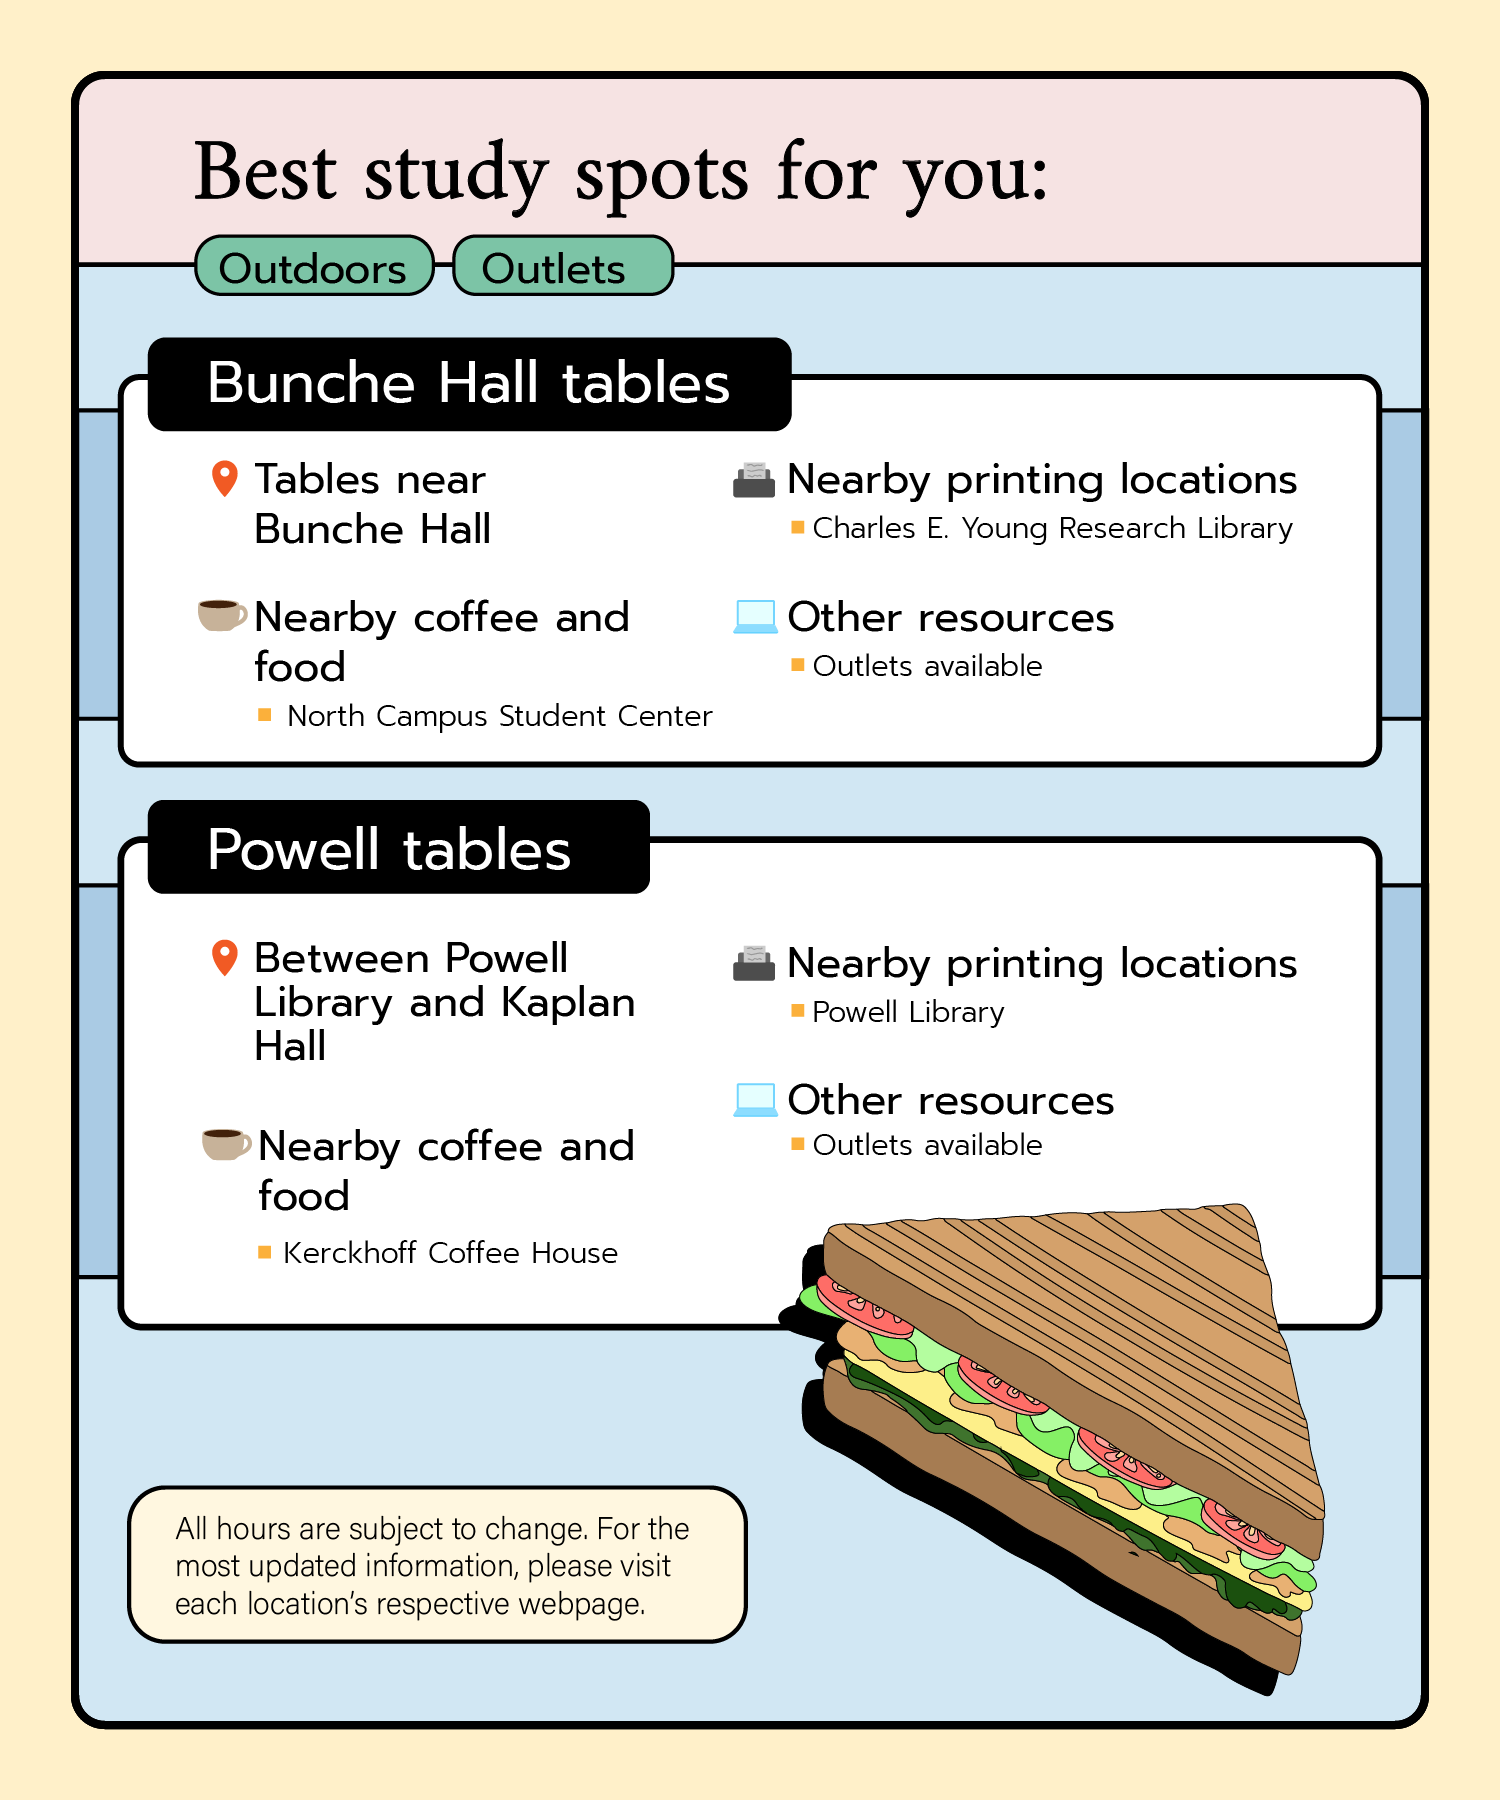 Best study spots for you:
Outdoors
Outlets
Bunche Hall tables
Tables near
Bunche Hall
Nearby coffee and
food
North Campus Student Center
Nearby printing locations
Charles E. Young Research Library
Other resources
Outlets available
Powell tables
Between Powell
Library and Kaplan
Hall
Nearby coffee and
food
Kerckhoff Coffee House
Nearby printing locations
Powell Library
Other resources
Outlets available
All hours are subject to change. For the
most updated information, please visit
each location's respective webpage.